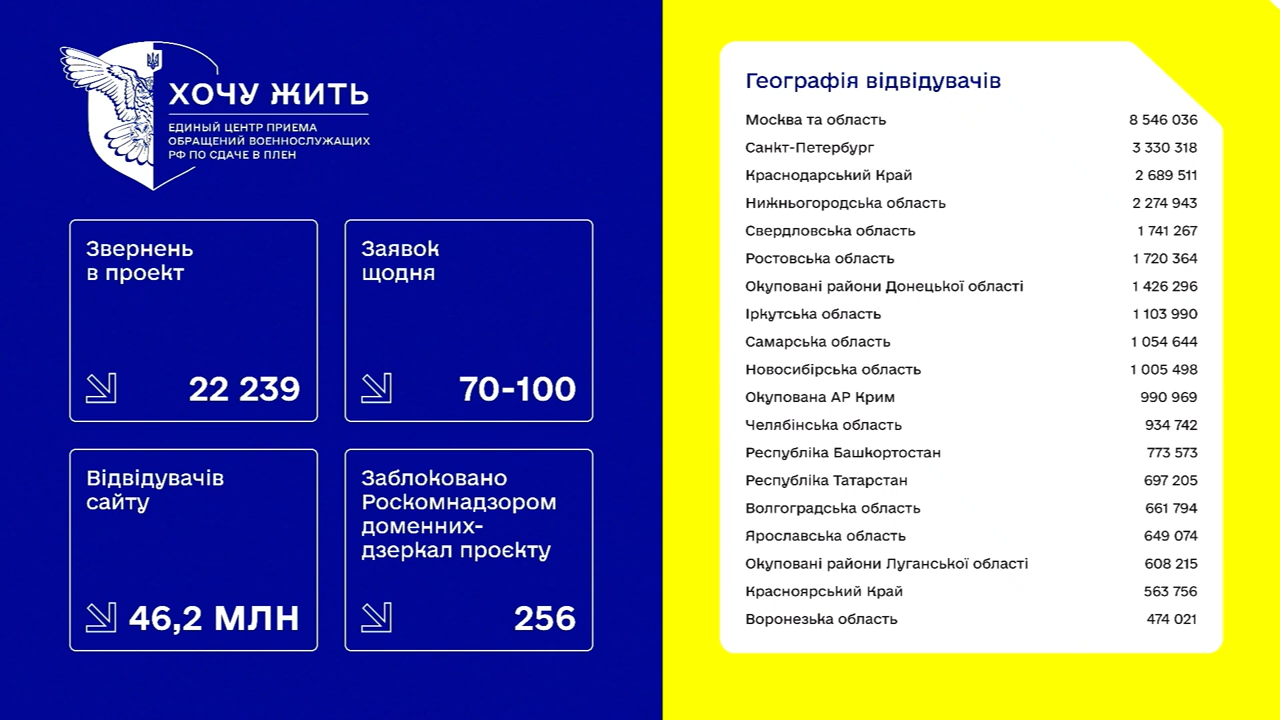 ХОЧУ ЖИТЬ
ЕДИНЫЙ ЦЕНТР ПРИЕМА
ОБРАЩЕНИЙ ВОЕННОСЛУЖАЩИХ
РФ ПО СДАЧЕ В ПЛЕН
Звернень
в проект
22 239
Заявок
щодня
70-100
Відвідувачів
сайту
46,2 МЛН
Заблоковано
Роскомнадзором
доменних-
дзеркал проєкту
256
Географія відвідувачів
Москва та область 8 546 036
Санкт-Петербург 3 330 318
Краснодарський Край 2 689 511
Нижньогородська область 2 274 943
Свердловська область 1 741 267
Ростовська область 1 720 364
Окуповані райони Донецької області 1 426 296
Іркутська область 1 103 990
Самарська область 1 054 644
Новосибірська область 1 005 498
Окупована АР Крим 990 969
Челябінська область 934 742
Республіка Башкортостан 773 573
Республіка Татарстан 697 205
Волгоградська область 661 794
Ярославська область 649 074
Окуповані райони Луганської області 608 215
Красноярський Край 563 756
Воронезька область 474 021